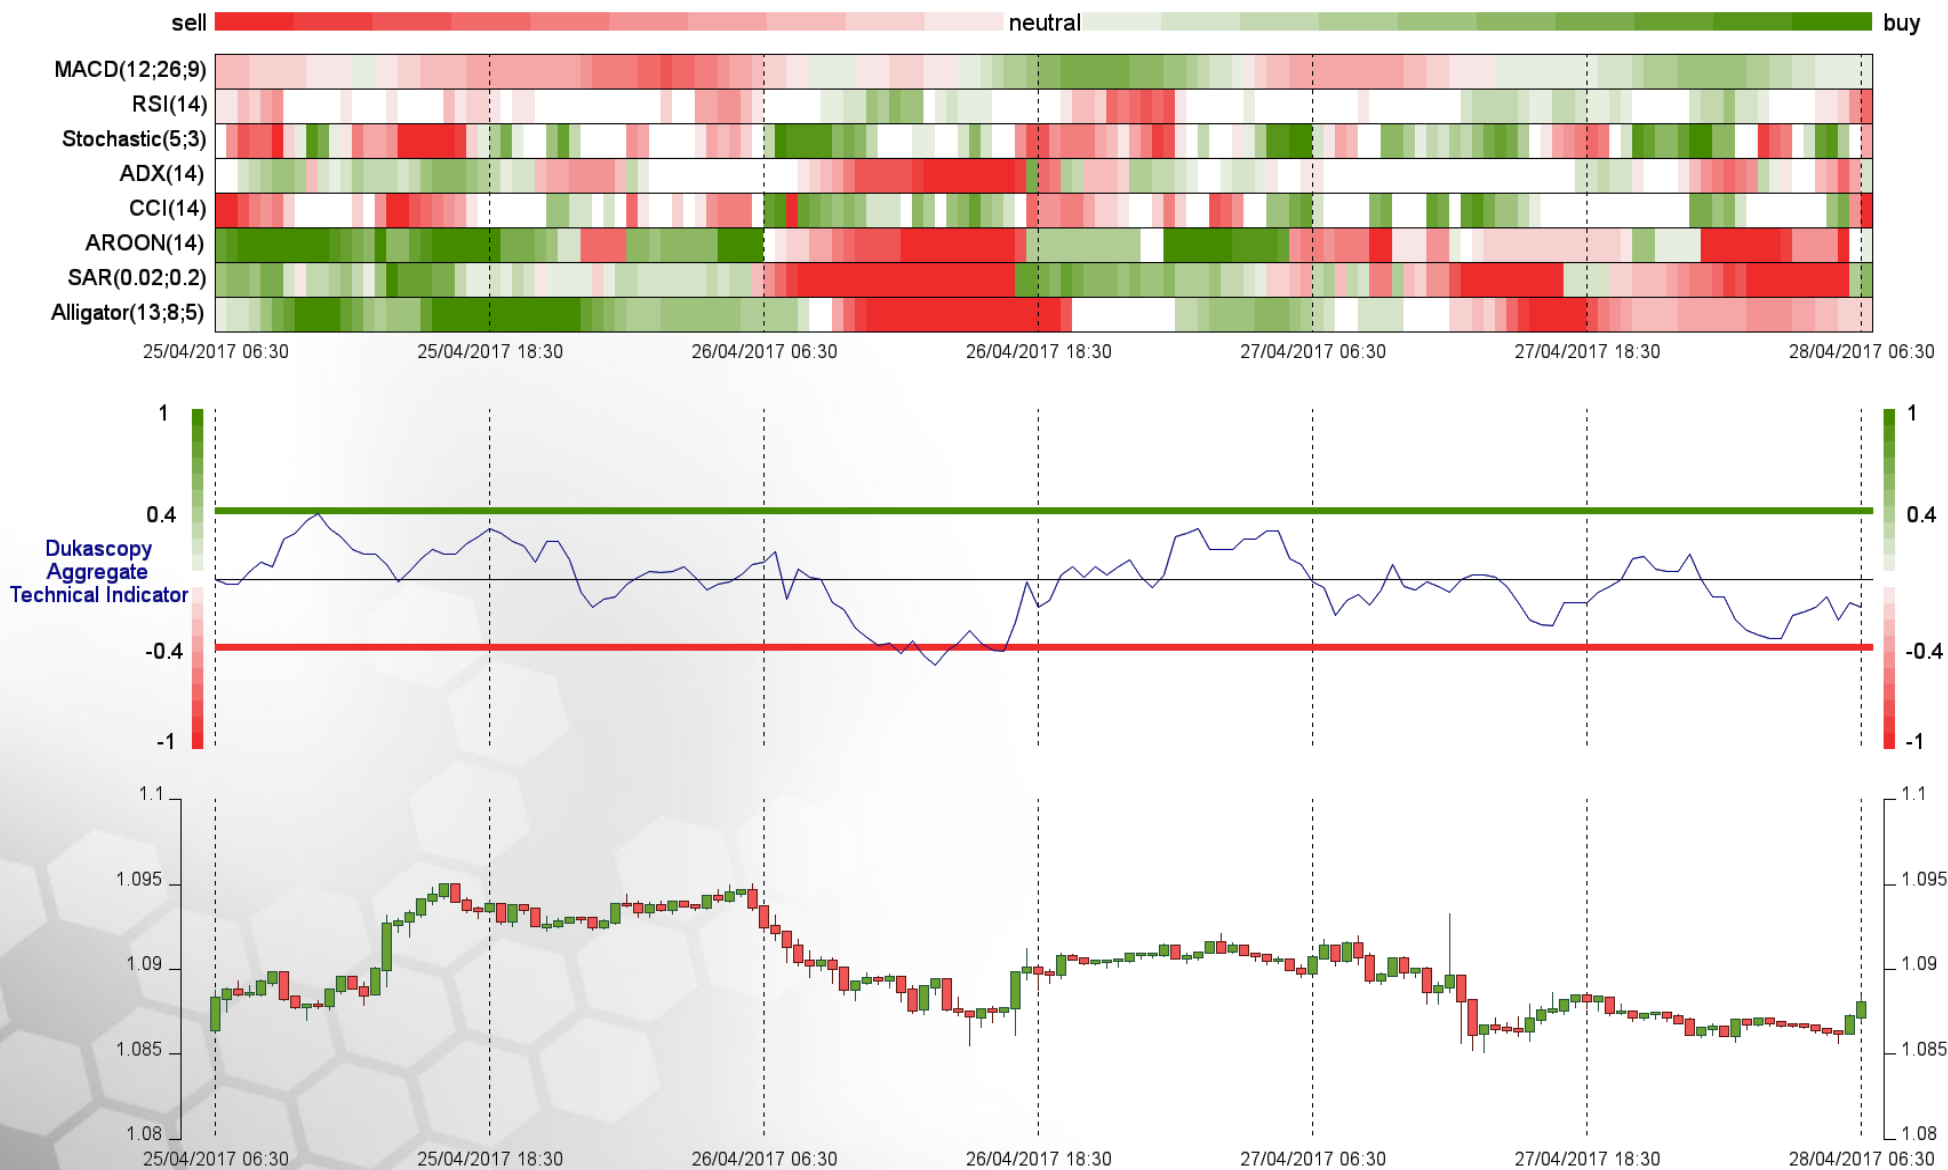 sell neutral buy
MACD(12;26;9)
RSI(14)
Stochastic(5;3)
ADX(14)
CCI(14)
AROON(14)
SAR(0.02;0.2)
Alligator(13;8;5)
25/04/2017 06:30 25/04/2017 18:30 26/04/2017 06:30 26/04/2017 18:30 27/04/2017 06:30 27/04/2017 18:30 28/04/2017 06:30
1 1
0.4 0.4
Dukascopy
Aggregate
Technical Indicator
-0.4 -0.4
-1 -1
1.1 1.1
1.095 1.095
1.09 1.09
1.085 1.085
1.08 1.08
25/04/2017 06:30 25/04/2017 18:30 26/04/2017 06:30 26/04/2017 18:30 27/04/2017 06:30 27/04/2017 18:30 28/04/2017 06:30